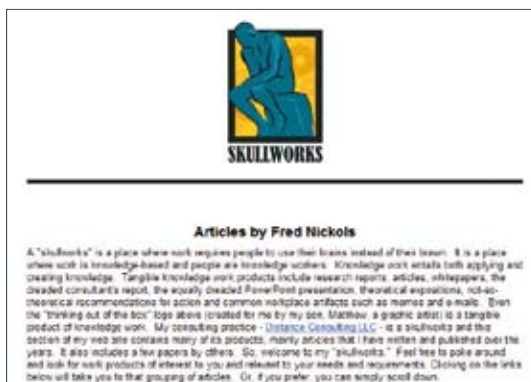 SKULLWORKS
Articles by Fred Nickols
A "skullworks" is a place where work requires people to use their brains instead of their brawn. It is a place
where work is knowledge-based and people are knowledge workers. Knowledge work entails both applying and
creating knowledge. Tangible knowledge work products include research reports, articles, whitepapers, the
dreaded consultant's report, the equally dreaded PowerPoint presentation, theoretical expositions, not-so-
theoretical recommendations for action and common workplace artifacts such as memos and e-mails. Even
the "thinking out of the box" logo above (created for me by my son, Matthew, a graphic artist) is a tangible
product of knowledge work. My consulting practice - Distance Consulting LLC - is a skullworks and this
section of my web site contains many of its products, mainly articles that I have written and published over the
years. It also includes a few papers by others. So, welcome to my "skullworks." Feel free to poke around
and look for work products of interest to you and relevant to your needs and requirements. Clicking on the links
below will take you to that grouping of articles. Or, if you prefer, you can simply scroll down.